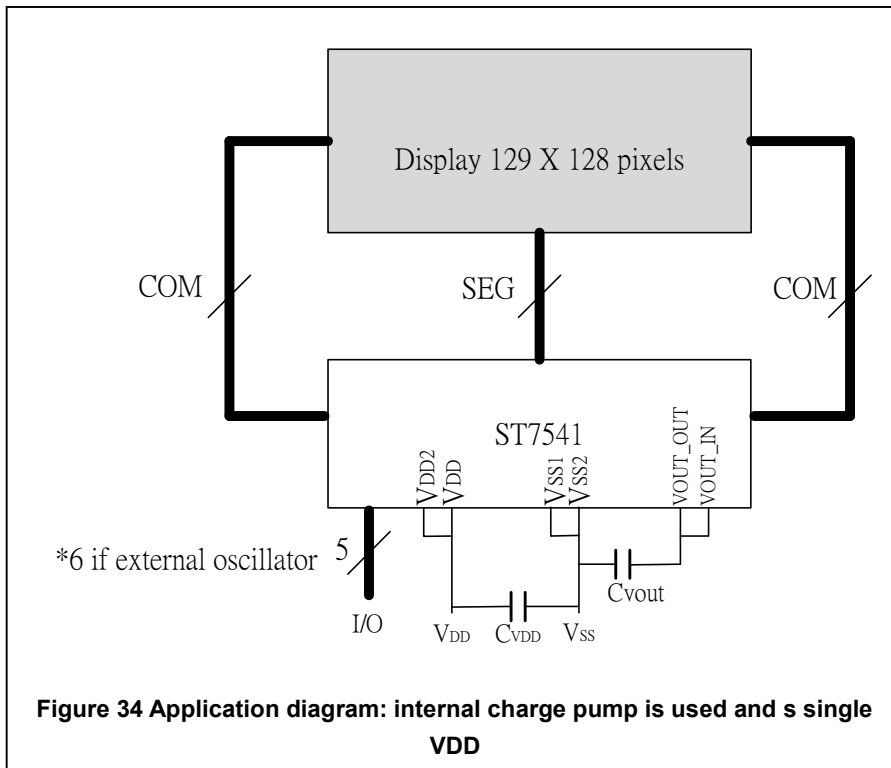 Display 129 X 128 pixels
COM
SEG
COM
ST7541
VDD2
VDD
VSS1
VSS2
VOUT_OUT
VOUT_IN
*6 if external oscillator
5
I/O
VDD
CVDD
VSS
Cvout
Figure 34 Application diagram: internal charge pump is used and s single
VDD